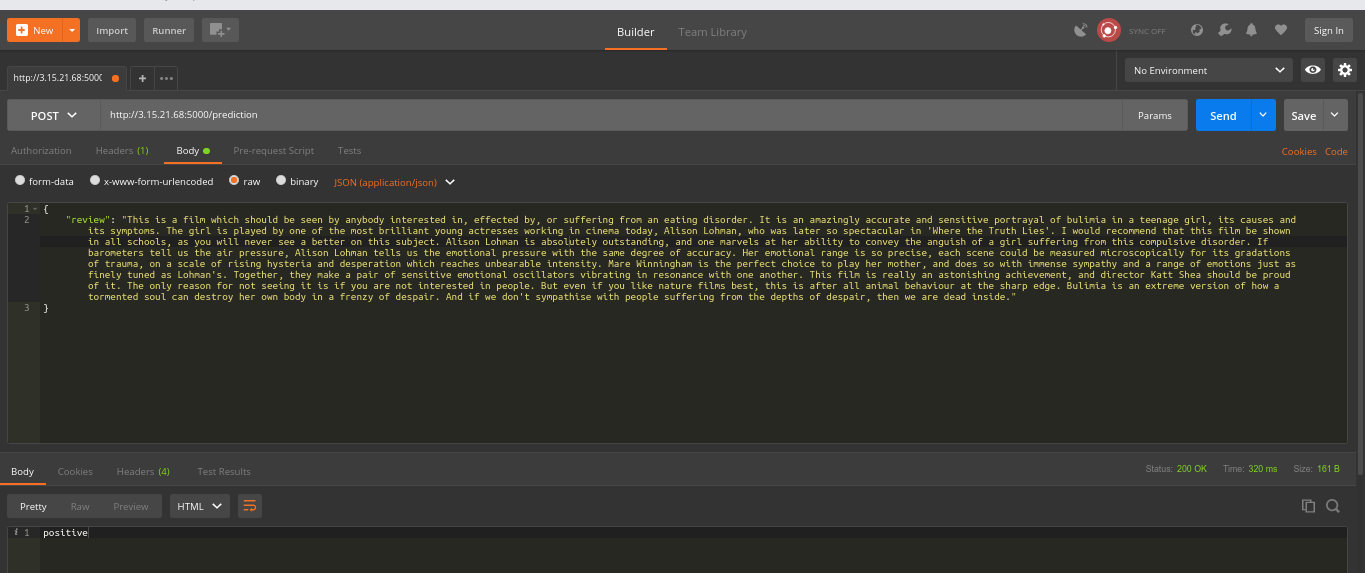 New Import Runner Builder Team Library SYNC OFF Sign In
http://3.15.21.68:5000 + ••• No Environment
POST http://3.15.21.68:5000/prediction Params Send Save
Authorization Headers (1) Body Pre-request Script Tests Cookies Code
form-data x-www-form-urlencoded raw binary JSON (application/json)
1 {
2 "review": "This is a film which should be seen by anybody interested in, effected by, or suffering from an eating disorder. It is an amazingly accurate and sensitive portrayal of bulimia in a teenage girl, its causes and
its symptoms. The girl is played by one of the most brilliant young actresses working in cinema today, Alison Lohman, who was later so spectacular in 'Where the Truth Lies'. I would recommend that this film be shown
in all schools, as you will never see a better on this subject. Alison Lohman is absolutely outstanding, and one marvels at her ability to convey the anguish of a girl suffering from this compulsive disorder. If
barometers tell us the air pressure, Alison Lohman tells us the emotional pressure with the same degree of accuracy. Her emotional range is so precise, each scene could be measured microscopically for its gradations
of trauma, on a scale of rising hysteria and desperation which reaches unbearable intensity. Mare Winningham is the perfect choice to play her mother, and does so with immense sympathy and a range of emotions just as
finely tuned as Lohman's. Together, they make a pair of sensitive emotional oscillators vibrating in resonance with one another. This film is really an astonishing achievement, and director Katt Shea should be proud
of it. The only reason for not seeing it is if you are not interested in people. But even if you like nature films best, this is after all animal behaviour at the sharp edge. Bulimia is an extreme version of how a
tormented soul can destroy her own body in a frenzy of despair. And if we don't sympathise with people suffering from the depths of despair, then we are dead inside."
3 }
Body Cookies Headers (4) Test Results Status: 200 OK Time: 320 ms Size: 161 B
Pretty Raw Preview HTML
i 1 positive